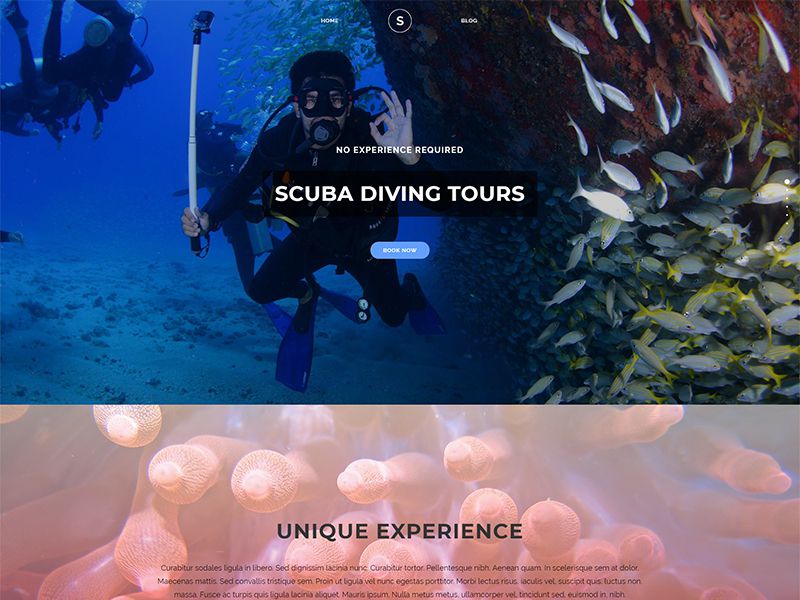 HOME S BLOG
NO EXPERIENCE REQUIRED
SCUBA DIVING TOURS
BOOK NOW
UNIQUE EXPERIENCE
Curabitur sodales ligula in libero. Sed dignissim lacinia nunc. Curabitur tortor. Pellentesque nibh. Aenean quam. In scelerisque sem at dolor.
Maecenas mattis. Sed convallis tristique sem. Proin ut ligula vel nunc egestas porttitor. Morbi lectus risus, iaculis vel, suscipit quis, luctus non,
massa. Fusce ac turpis quis ligula lacinia aliquet. Mauris ipsum. Nulla metus metus, ullamcorper vel, tincidunt sed, euismod in, nibh.